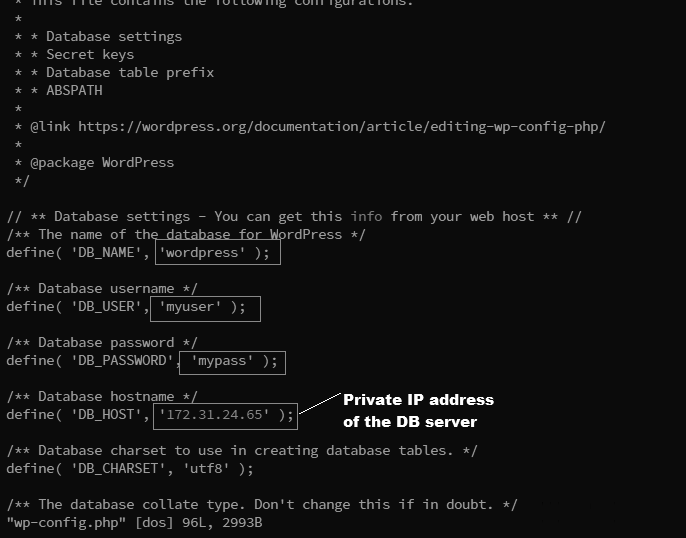 * This file contains the following configurations:
*
* * Database settings
* * Secret keys
* * Database table prefix
* * ABSPATH
*
* @link https://wordpress.org/documentation/article/editing-wp-config-php/
*
* @package WordPress
*/
// ** Database settings - You can get this info from your web host ** //
/** The name of the database for WordPress */
define( 'DB_NAME', 'wordpress' );
/** Database username */
define( 'DB_USER', 'myuser' );
/** Database password */
define( 'DB_PASSWORD', 'mypass' );
/** Database hostname */
define( 'DB_HOST', '172.31.24.65' );
Private IP address
of the DB server
/** Database charset to use in creating database tables. */
define( 'DB_CHARSET', 'utf8' );
/** The database collate type. Don't change this if in doubt. */
"wp-config.php" [dos] 96L, 2993B